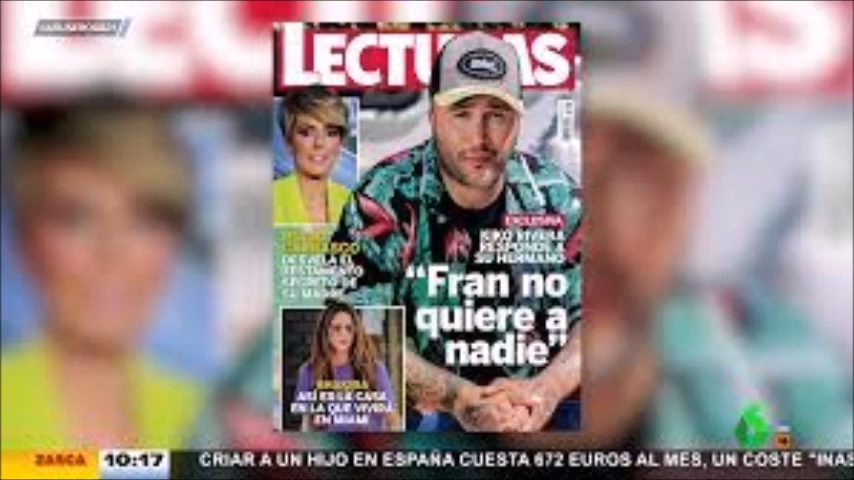 LECTURAS
EXCLUSIVA
KIKO RIVERA
RESPONDE A
SU HERMANO
"Fran no
quiere a
nadie"
CARRASCO
DESVELA EL
TESTAMENTO
SECRETO DE
SU MADRE
SHAKIRA
ASÍ ES LA CASA
EN LA QUE VIVIRÁ
EN MIAMI
10:17
CRIAR A UN HIJO EN ESPAÑA CUESTA 672 EUROS AL MES, UN COSTE "INAS